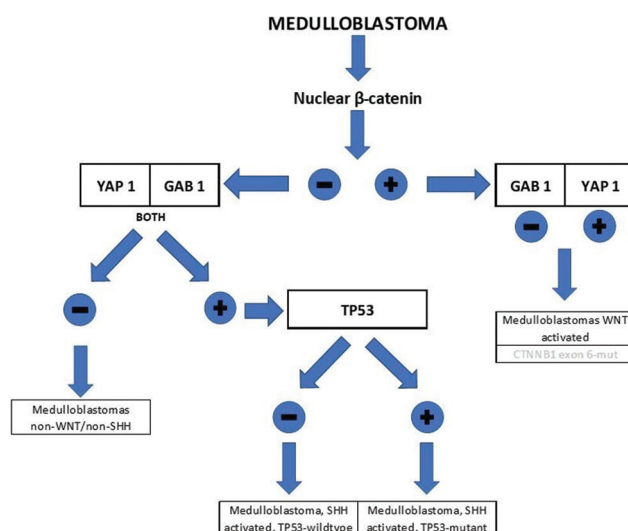 MEDULLOBLASTOMA
Nuclear β-catenin
YAP 1 GAB 1
BOTH
− +
GAB 1 YAP 1
− +
− +
TP53
Medulloblastomas WNT
activated
CTNNB1 exon 6-mut
Medulloblastomas
non-WNT/non-SHH
− +
Medulloblastoma, SHH
activated, TP53-wildtype
Medulloblastoma, SHH
activated, TP53-mutant